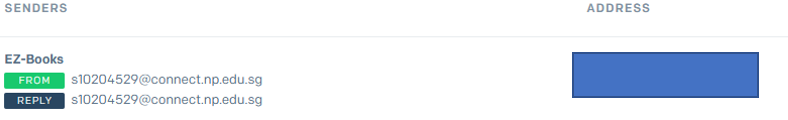 SENDERS ADDRESS
EZ-Books
FROM s10204529@connect.np.edu.sg
REPLY s10204529@connect.np.edu.sg